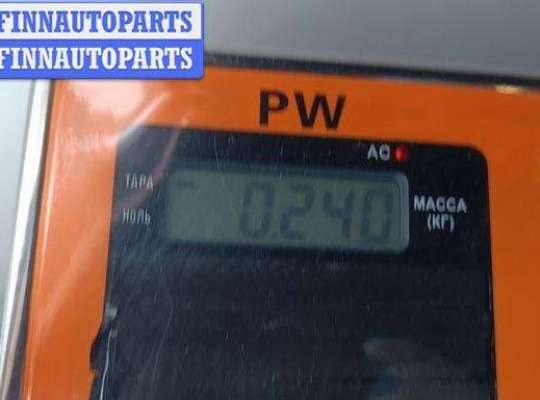 FINNAUTOPARTS
FINNAUTOPARTS
PW
AC
ТАРА
НОЛЬ
0.240
МАССА
(КГ)